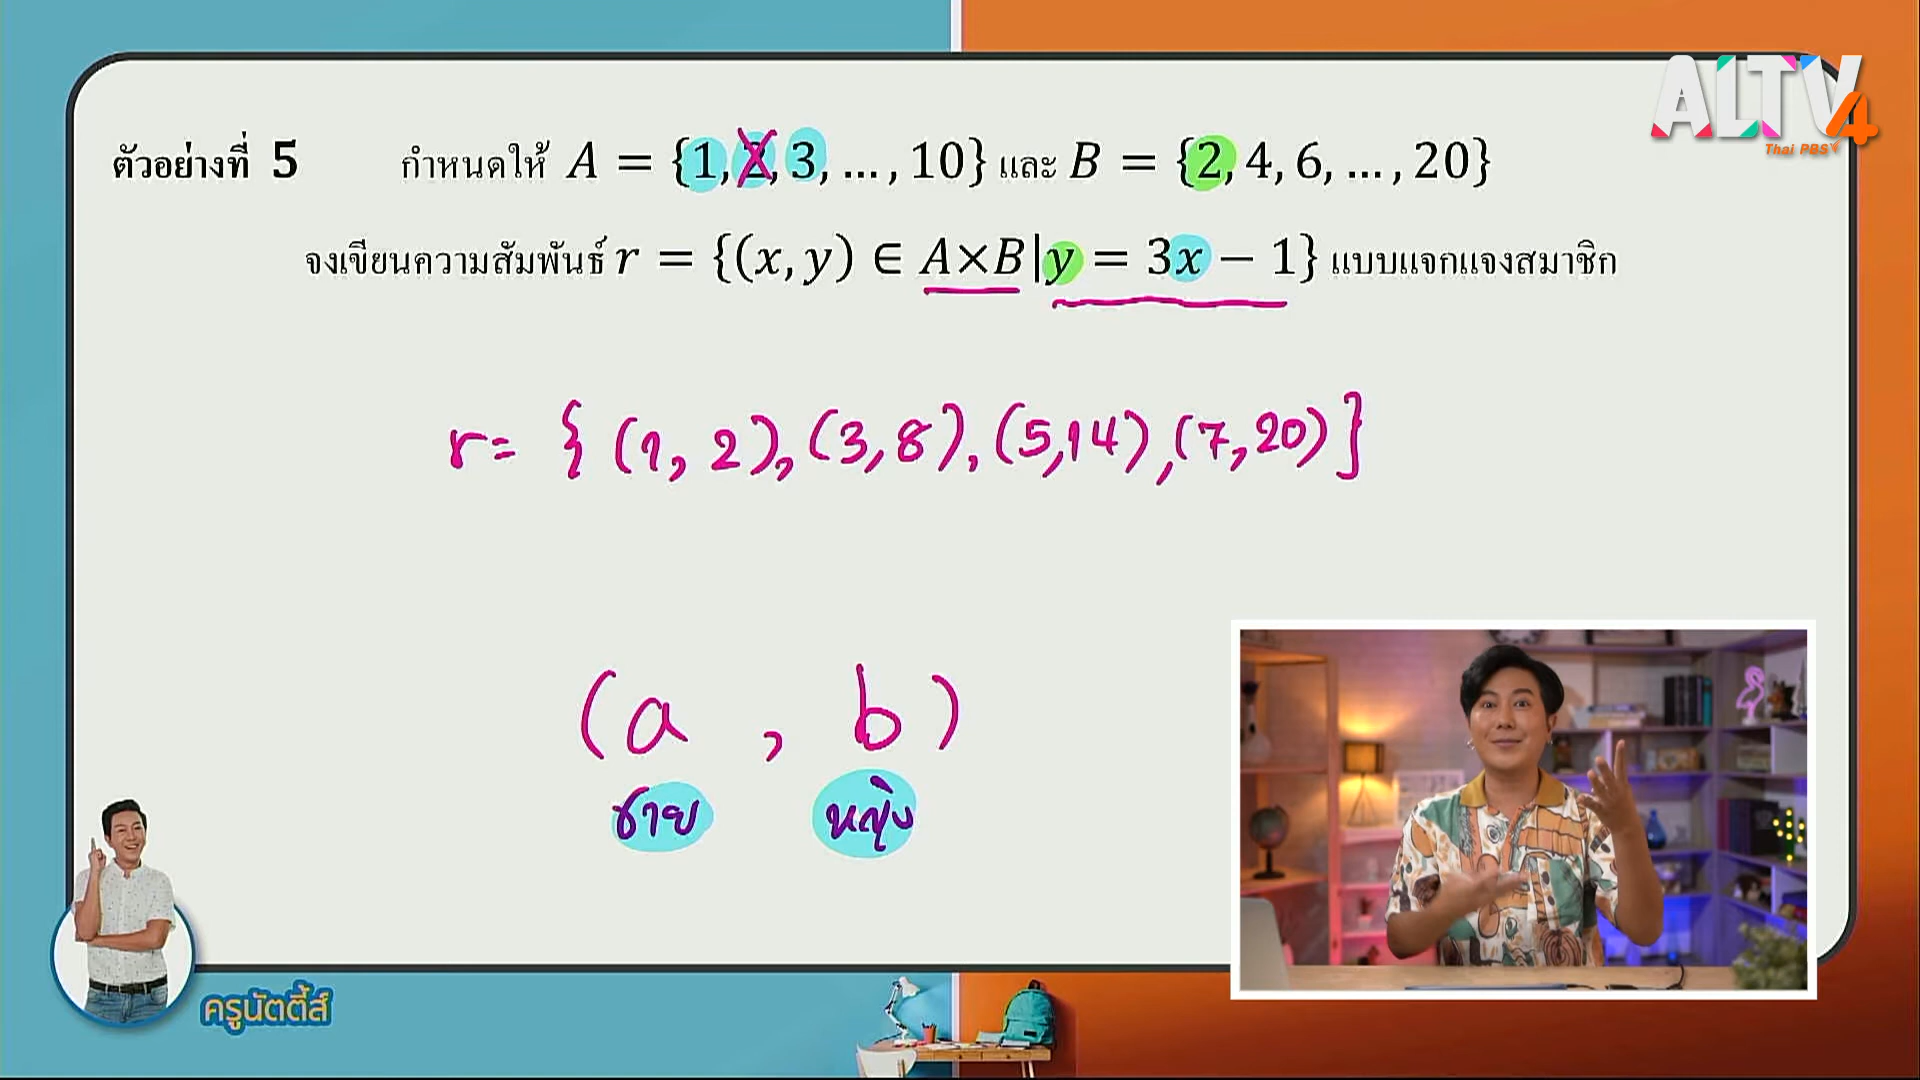 ALTV4
Thai PBS
ตัวอย่างที่ 5 กำหนดให้ A = {1, 2, 3, ... , 10} และ B = {2, 4, 6, ... , 20}
จงเขียนความสัมพันธ์ r = {(x, y) ∈ A×B|y = 3x − 1} แบบแจกแจงสมาชิก
r = { (1, 2), (3, 8), (5, 14), (7, 20) }
( a , b )
ชาย หญิง
ครูนัตตี้ส์